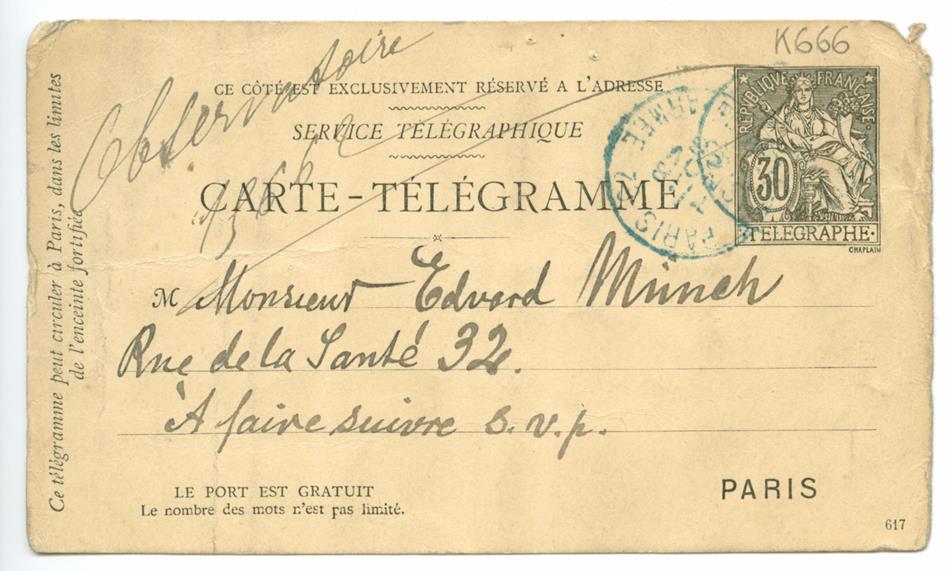 K666
Observatoire
CE CÔTÉ EST EXCLUSIVEMENT RÉSERVÉ A L'ADRESSE
SERVICE TÉLÉGRAPHIQUE
CARTE-TÉLÉGRAMME
RÉPUBLIQUE FRANÇAISE
30
TÉLÉGRAPHE
CHAPLAIN
PARIS
M Monsieur Edvard Münch
Rue de la Santé 32.
À faire suivre s.v.p.
LE PORT EST GRATUIT
Le nombre des mots n'est pas limité.
PARIS
617
Ce télégramme peut circuler à Paris, dans les limites
de l'enceinte fortifiée